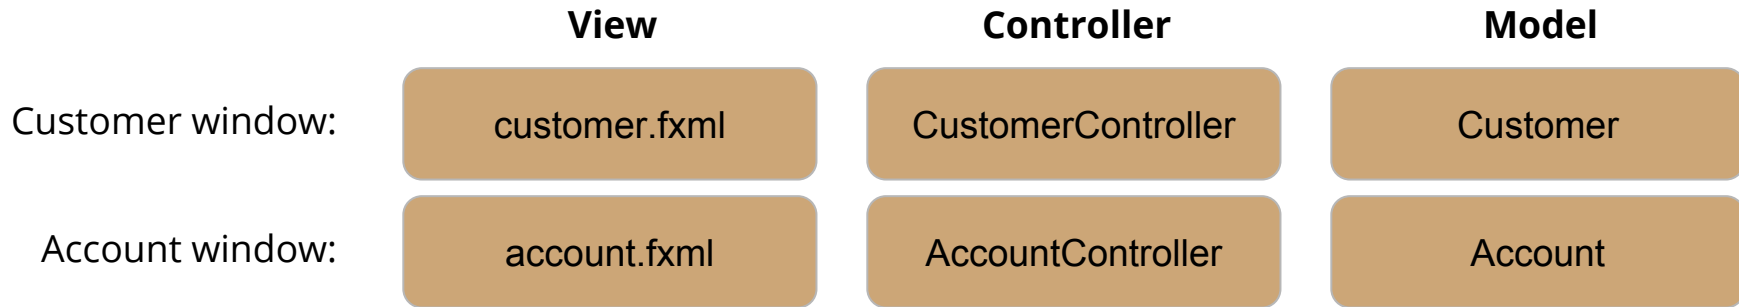 View Controller Model
Customer window: customer.fxml CustomerController Customer
Account window: account.fxml AccountController Account